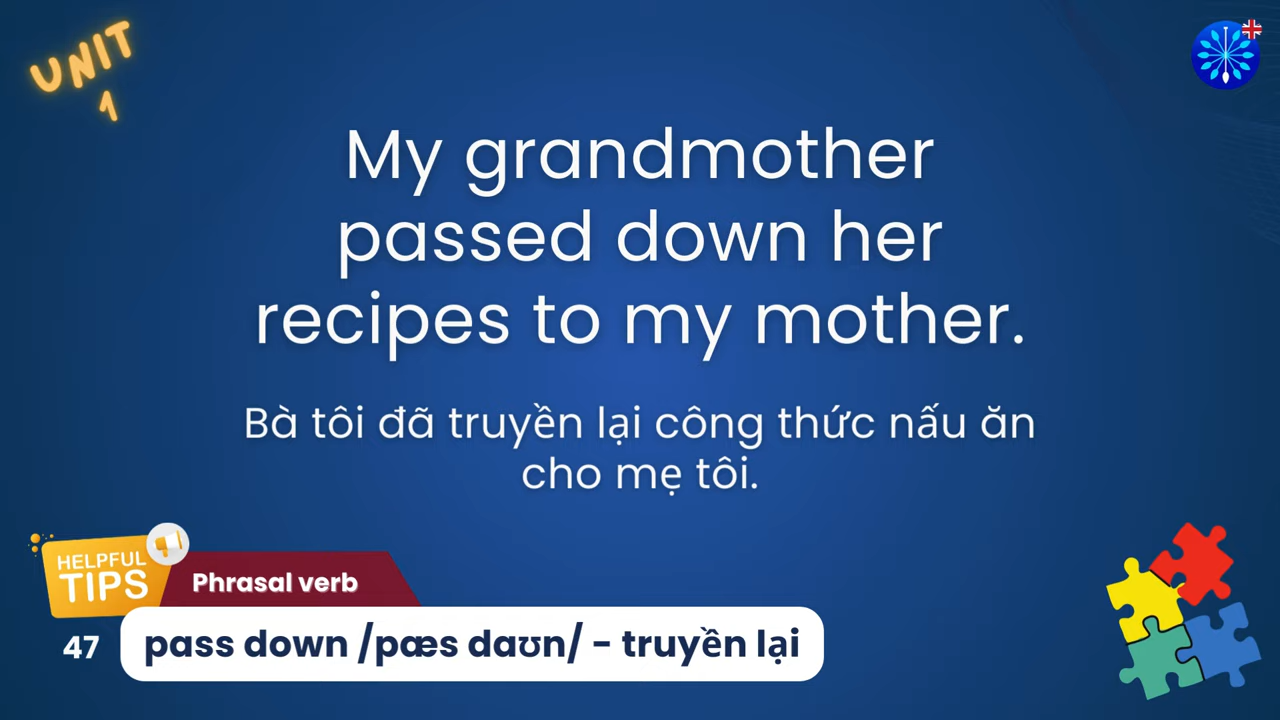 UNIT
1
My grandmother
passed down her
recipes to my mother.
Bà tôi đã truyền lại công thức nấu ăn
cho mẹ tôi.
HELPFUL
TIPS
Phrasal verb
47
pass down /pæs daʊn/ - truyền lại